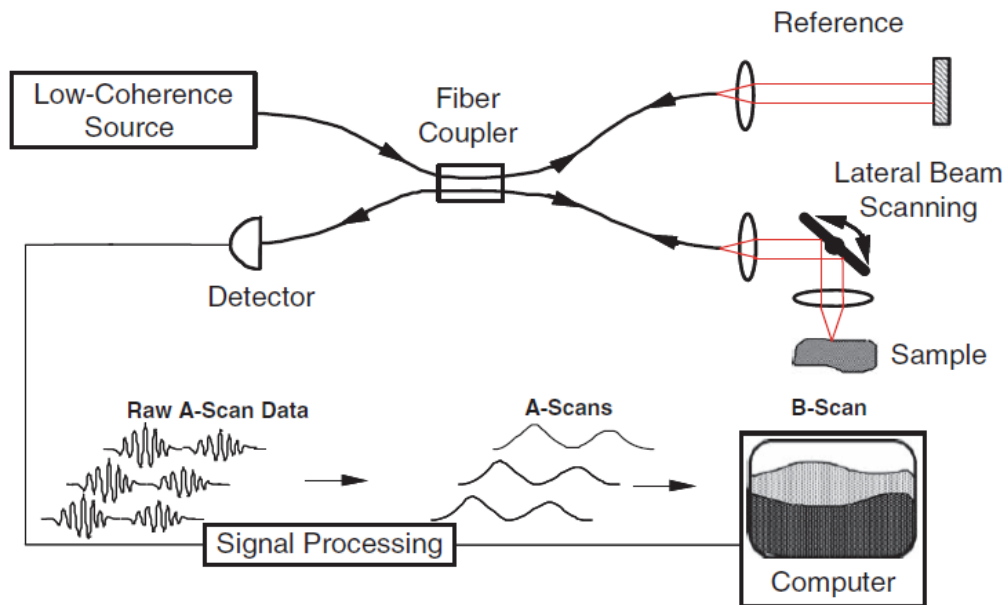 Reference
Low-Coherence
Source
Fiber
Coupler
Lateral Beam
Scanning
Detector
Sample
Raw A-Scan Data
A-Scans
B-Scan
Signal Processing
Computer